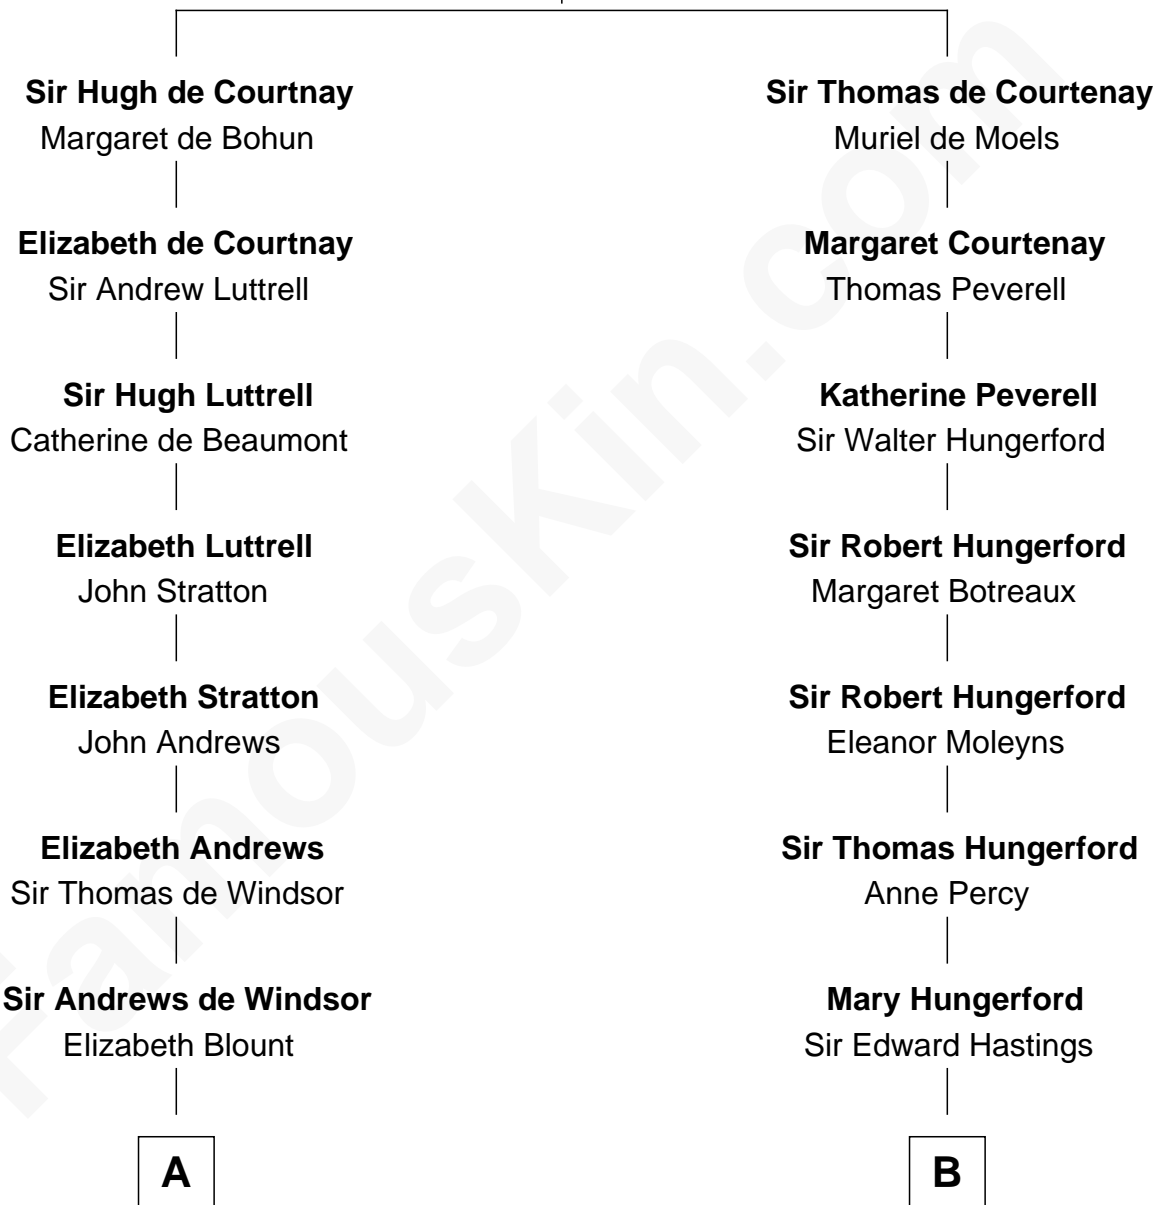 Sir Hugh de Courtnay
Margaret de Bohun
Elizabeth de Courtnay
Sir Andrew Luttrell
Sir Hugh Luttrell
Catherine de Beaumont
Elizabeth Luttrell
John Stratton
Elizabeth Stratton
John Andrews
Elizabeth Andrews
Sir Thomas de Windsor
Sir Andrews de Windsor
Elizabeth Blount
A
Sir Thomas de Courtenay
Muriel de Moels
Margaret Courtenay
Thomas Peverell
Katherine Peverell
Sir Walter Hungerford
Sir Robert Hungerford
Margaret Botreaux
Sir Robert Hungerford
Eleanor Moleyns
Sir Thomas Hungerford
Anne Percy
Mary Hungerford
Sir Edward Hastings
B
FamousKin.com